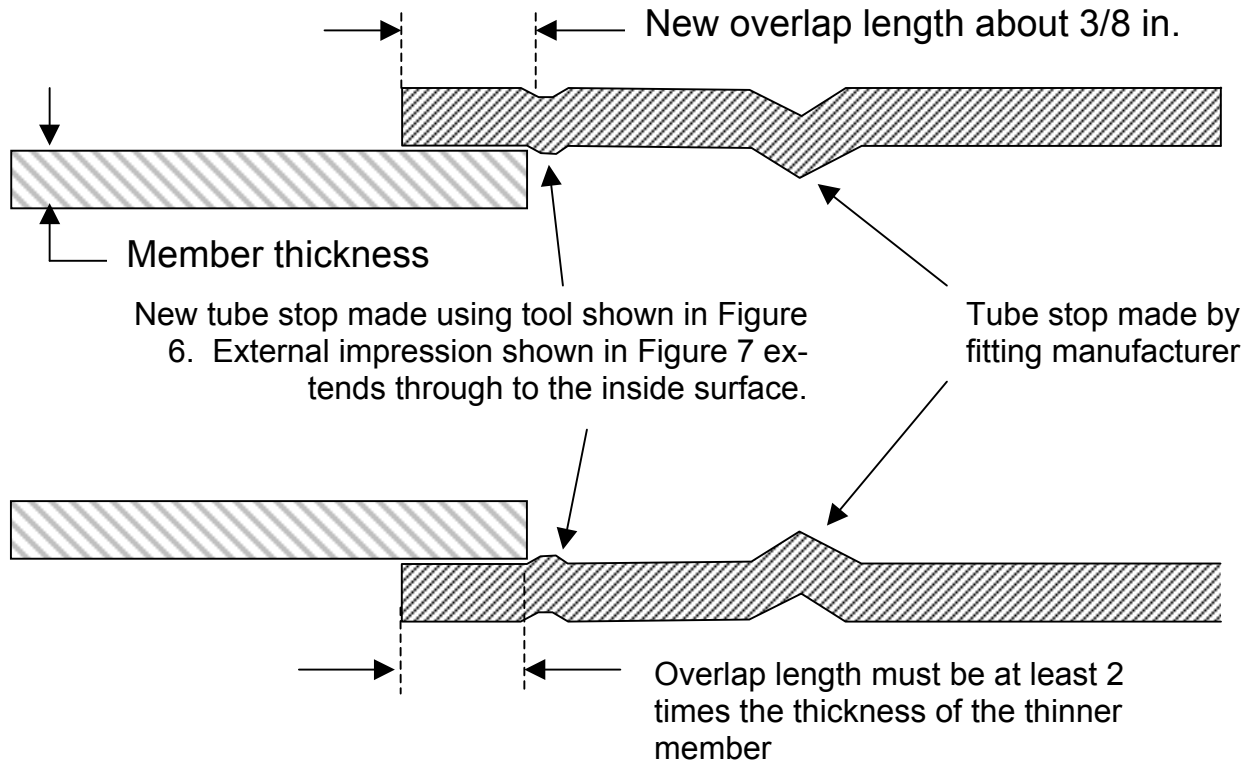 New overlap length about 3/8 in.
Member thickness
New tube stop made using tool shown in Figure
6. External impression shown in Figure 7 ex-
tends through to the inside surface.
Tube stop made by
fitting manufacturer
Overlap length must be at least 2
times the thickness of the thinner
member